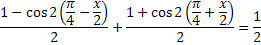 (1 - cos 2(π/4 - x/2))/2 + (1 + cos 2(π/4 + x/2))/2 = 1/2